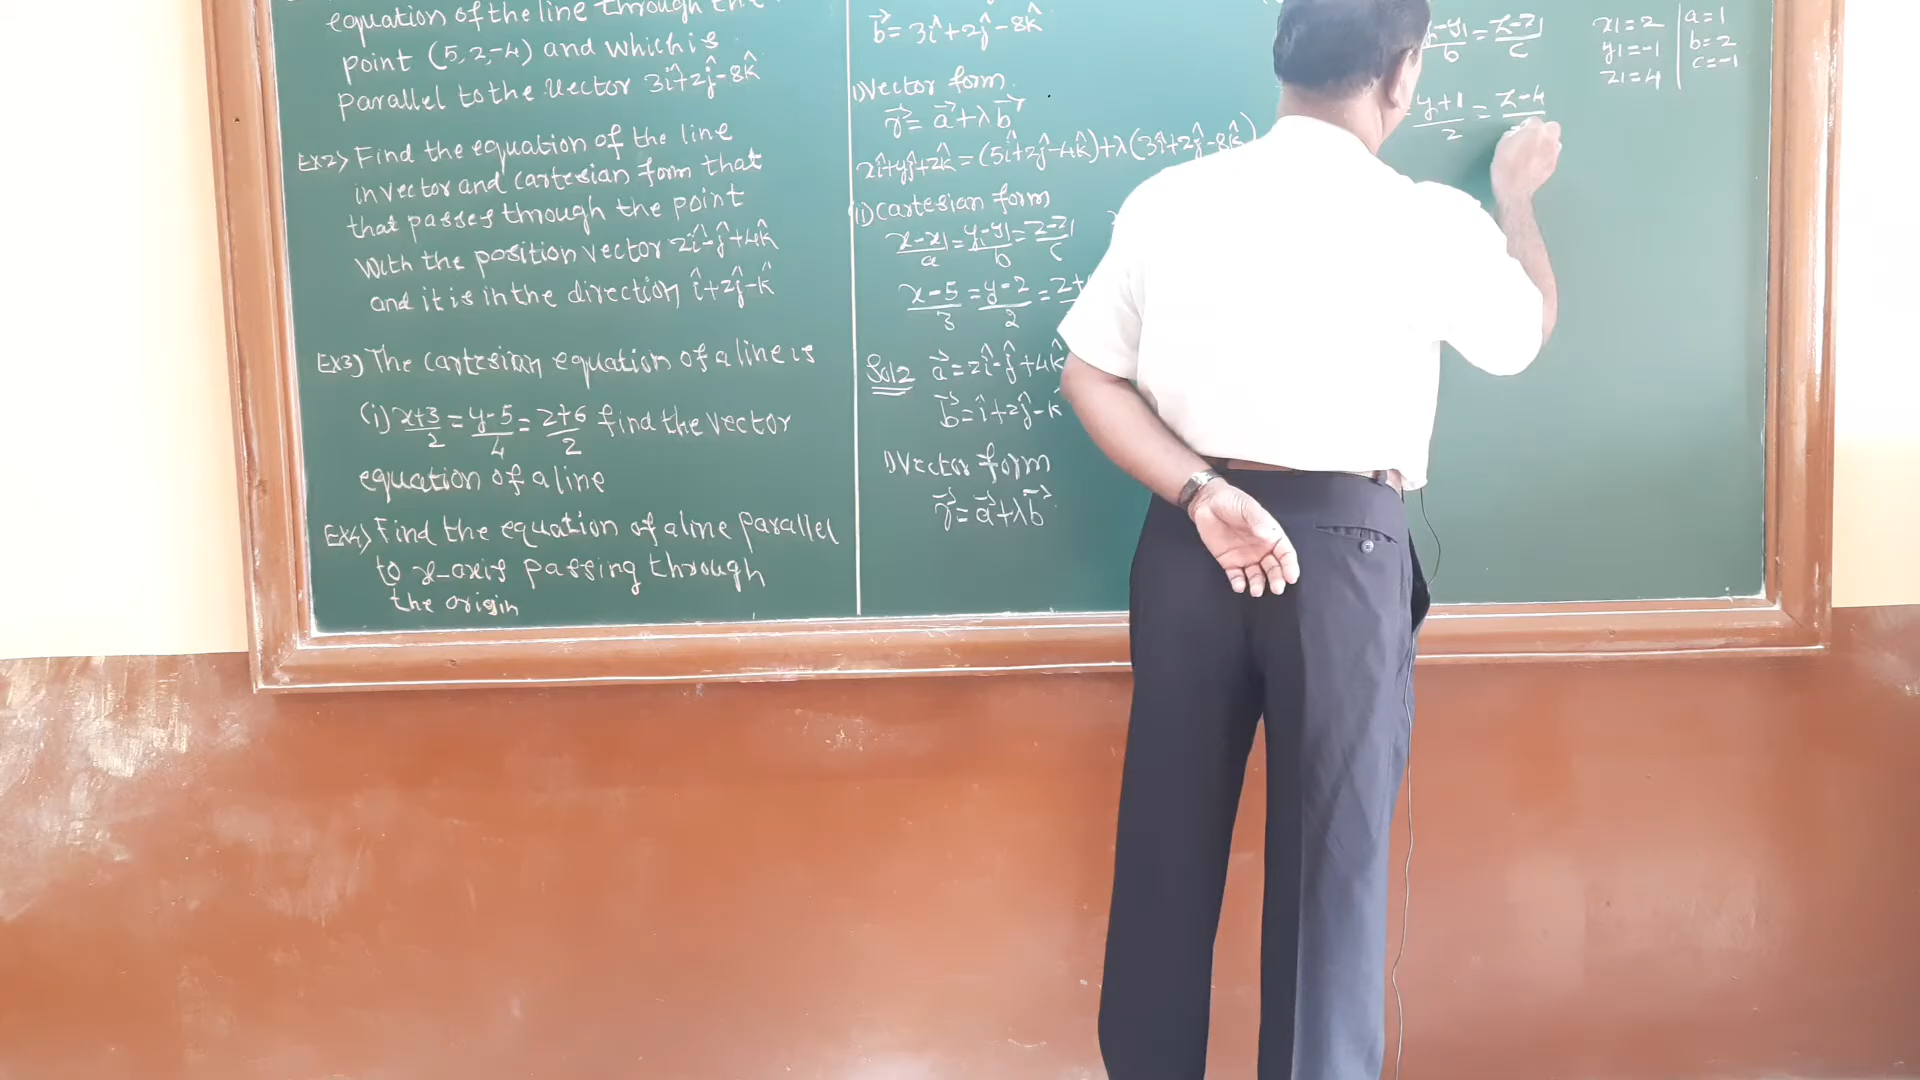 equation of the line through the
point (5, 2, -4) and which is
parallel to the Vector 3î+2ĵ-8k̂
Ex2) Find the equation of the line
in vector and cartesian form that
that passes through the point
with the position vector 2î-ĵ+4k̂
and it is in the direction î+2ĵ-k̂
Ex3) The cartesian equation of a line is
(i) x+3/2 = y-5/4 = z+6/2 find the vector
equation of a line
Ex4) Find the equation of a line parallel
to x-axis passing through
the origin
b⃗ = 3î+2ĵ-8k̂
i) Vector form
r⃗ = a⃗+λb⃗
xî+yĵ+zk̂ = (5î+2ĵ-4k̂)+λ(3î+2ĵ-8k̂)
(ii) Cartesian form
x-x1/a = y-y1/b = z-z1/c
x-5/3 = y-2/2 = z+
Sol2 a⃗ = 2î-ĵ+4k̂
b⃗ = î+2ĵ-k̂
i) Vector form
r⃗ = a⃗+λb⃗
y-y1/b = z-z1/c
= y+1/2 = z-4
x1=2 a=1
y1=-1 b=2
z1=4 c=-1